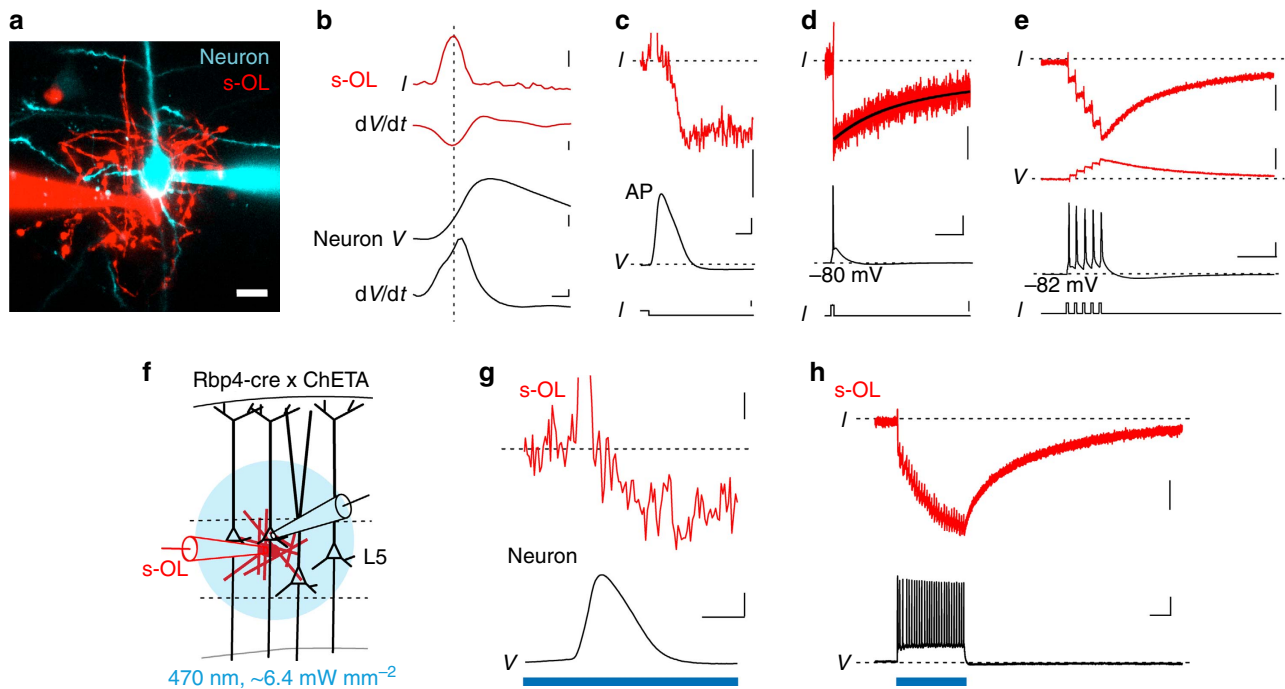 a
Neuron
s-OL
b
s-OL
I
dV/dt
Neuron V
dV/dt
c
I
AP
V
I
d
I
−80 mV
I
e
I
V
−82 mV
I
f
Rbp4-cre x ChETA
s-OL
L5
470 nm, ~6.4 mW mm−2
g
s-OL
Neuron
V
h
s-OL
I
V